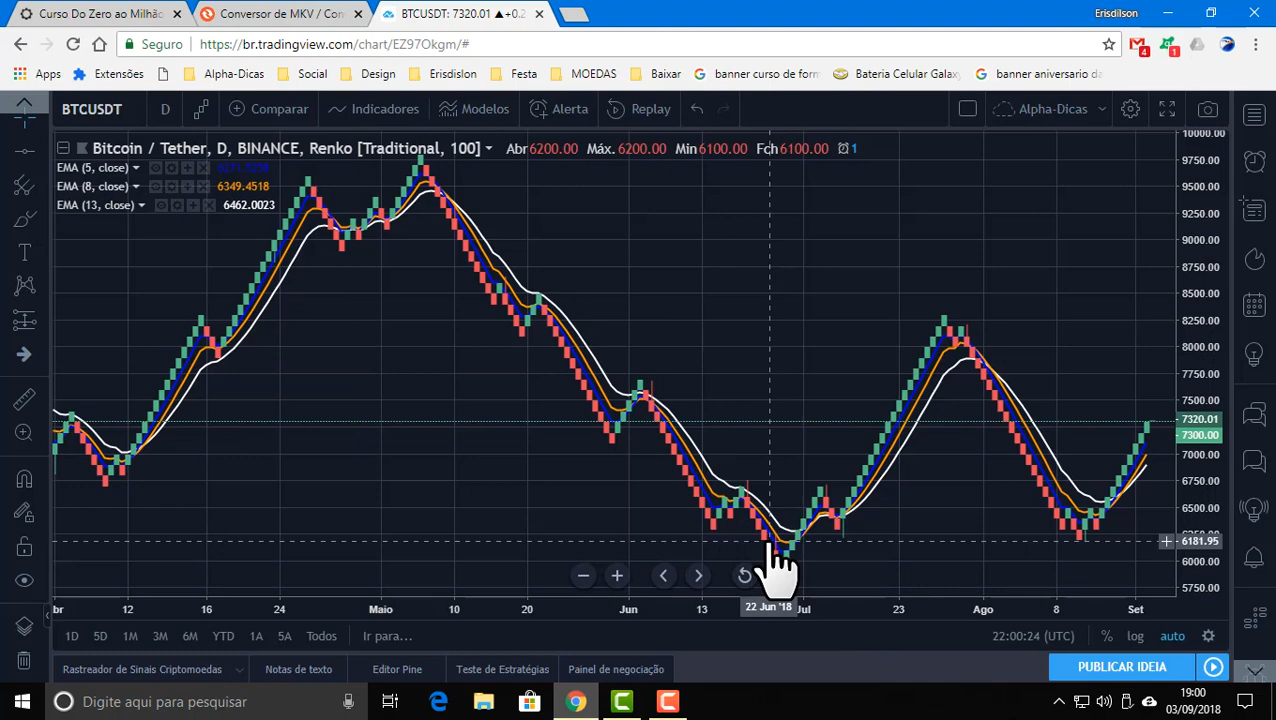 Curso Do Zero ao Milhão
Conversor de MKV / Con
BTCUSDT: 7320.01 ▲+0.2
Erisdilson
Seguro
https://br.tradingview.com/chart/EZ97Okgm/#
4
1
Apps
Extensões
Alpha-Dicas
Social
Design
Erisdislon
Festa
MOEDAS
Baixar
banner curso de form
Bateria Celular Galaxy
banner aniversario da
BTCUSDT
D
Comparar
Indicadores
Modelos
Alerta
Replay
Alpha-Dicas
Bitcoin / Tether, D, BINANCE, Renko [Traditional, 100]
Abr 6200.00 Máx. 6200.00 Min 6100.00 Fch 6100.00
1
EMA (5, close)
EMA (8, close)
6349.4518
EMA (13, close)
6462.0023
10000.00
9750.00
9500.00
9250.00
9000.00
8750.00
8500.00
8250.00
8000.00
7750.00
7500.00
7320.01
7300.00
7000.00
6750.00
6500.00
6181.95
6000.00
5750.00
br
12
16
24
Maio
10
20
Jun
13
22 Jun '18
Jul
23
Ago
8
Set
1D
5D
1M
3M
6M
YTD
1A
5A
Todos
Ir para...
22:00:24 (UTC)
%
log
auto
Rastreador de Sinais Criptomoedas
Notas de texto
Editor Pine
Teste de Estratégias
Painel de negociação
PUBLICAR IDEIA
Digite aqui para pesquisar
19:00
03/09/2018